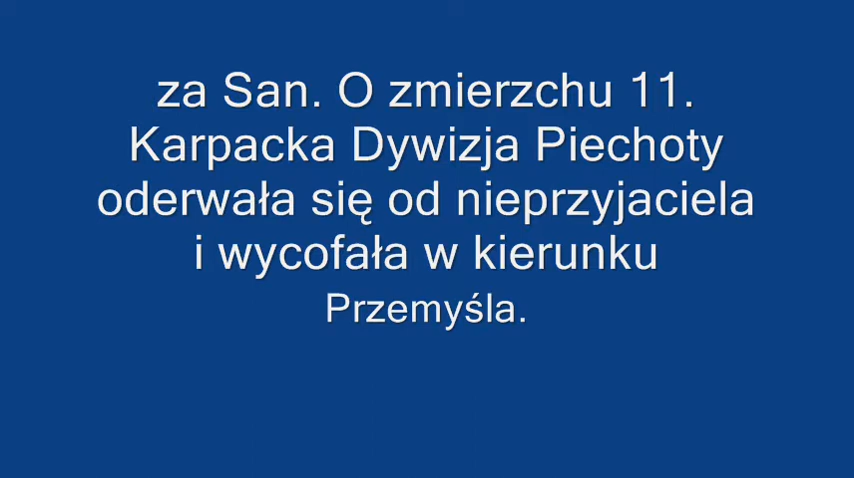 za San. O zmierzchu 11.
Karpacka Dywizja Piechoty
oderwała się od nieprzyjaciela
i wycofała w kierunku
Przemyśla.